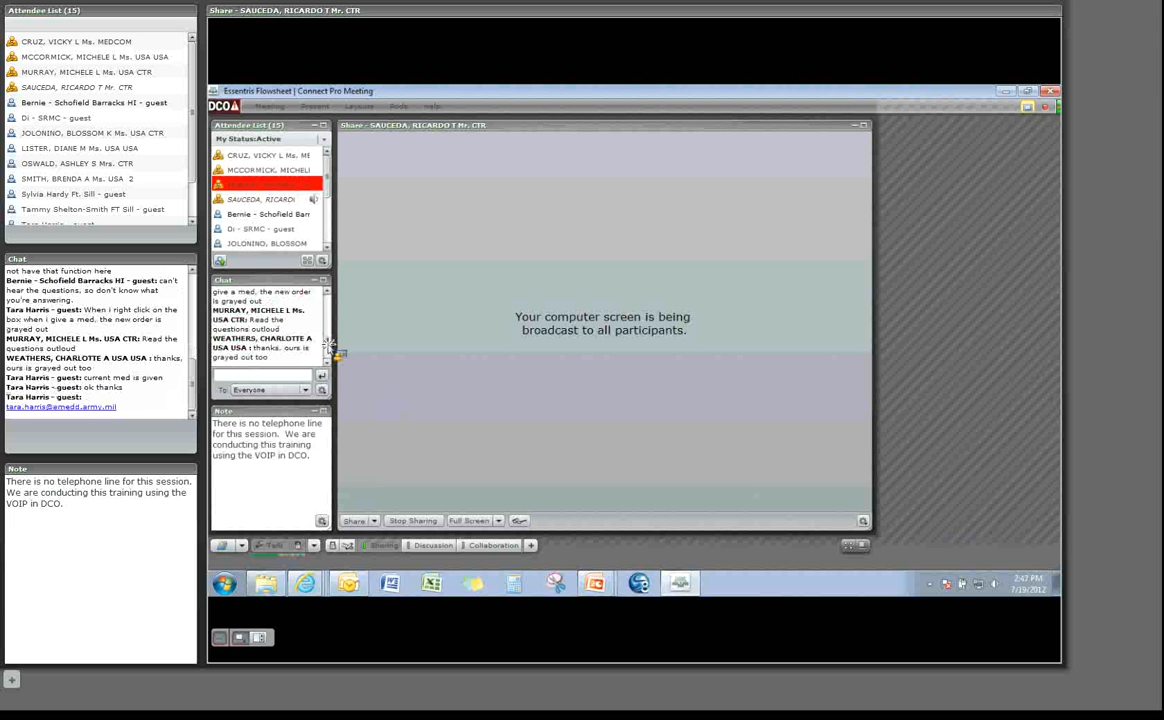 Attendee List (15)
CRUZ, VICKY L Ms. MEDCOM
MCCORMICK, MICHELE L Ms. USA USA
MURRAY, MICHELE L Ms. USA CTR
SAUCEDA, RICARDO T Mr. CTR
Bernie - Schofield Barracks HI - guest
Di - SRMC - guest
JOLONINO, BLOSSOM K Ms. USA CTR
LISTER, DIANE M Ms. USA USA
OSWALD, ASHLEY S Mrs. CTR
SMITH, BRENDA A Ms. USA 2
Sylvia Hardy Ft. Sill - guest
Tammy Shelton-Smith FT Sill - guest
Tara Harris - guest
Chat
not have that function here
Bernie - Schofield Barracks HI - guest: can't
hear the questions, so don't know what
you're answering.
Tara Harris - guest: When i right click on the
box when i give a med, the new order is
grayed out
MURRAY, MICHELE L Ms. USA CTR: Read the
questions outloud
WEATHERS, CHARLOTTE A USA USA : thanks,
ours is grayed out too
Tara Harris - guest: current med is given
Tara Harris - guest: ok thanks
Tara Harris - guest:
tara.harris@amedd.army.mil
Note
There is no telephone line for this session.
We are conducting this training using the
VOIP in DCO.
Share - SAUCEDA, RICARDO T Mr. CTR
Essentris Flowsheet | Connect Pro Meeting
DCO Meeting Present Layouts Pods Help
Attendee List (15)
My Status:Active
CRUZ, VICKY L Ms. ME
MCCORMICK, MICHELI
SAUCEDA, RICARDI
Bernie - Schofield Barr
Di - SRMC - guest
JOLONINO, BLOSSOM
Chat
give a med, the new order
is grayed out
MURRAY, MICHELE L Ms.
USA CTR: Read the
questions outloud
WEATHERS, CHARLOTTE A
USA USA : thanks, ours is
grayed out too
To: Everyone
Note
There is no telephone line
for this session. We are
conducting this training
using the VOIP in DCO.
Share - SAUCEDA, RICARDO T Mr. CTR
Your computer screen is being
broadcast to all participants.
Share Stop Sharing Full Screen
Talk Sharing Discussion Collaboration
2:47 PM
7/19/2012